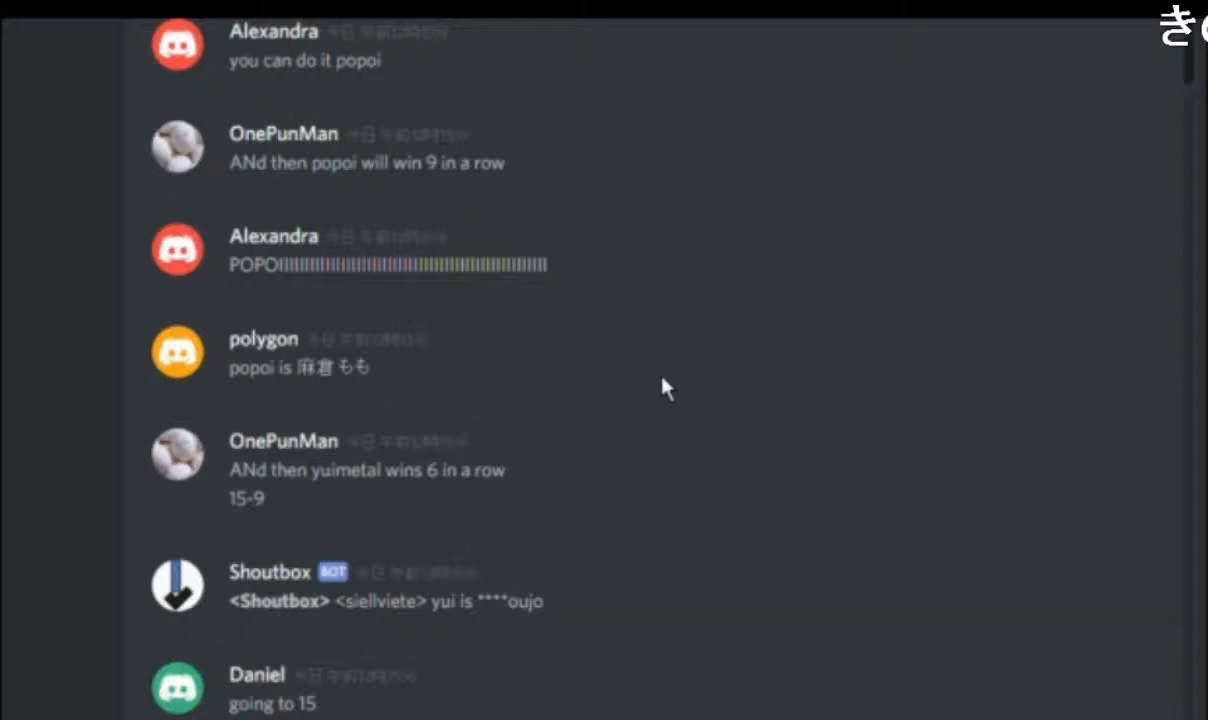 き
Alexandra
you can do it popoi
OnePunMan
ANd then popoi will win 9 in a row
Alexandra
polygon
popoi is 麻倉もも
OnePunMan
ANd then yuimetal wins 6 in a row
15-9
Shoutbox BOT
<Shoutbox> <siellviete> yui is ****oujo
Daniel
going to 15